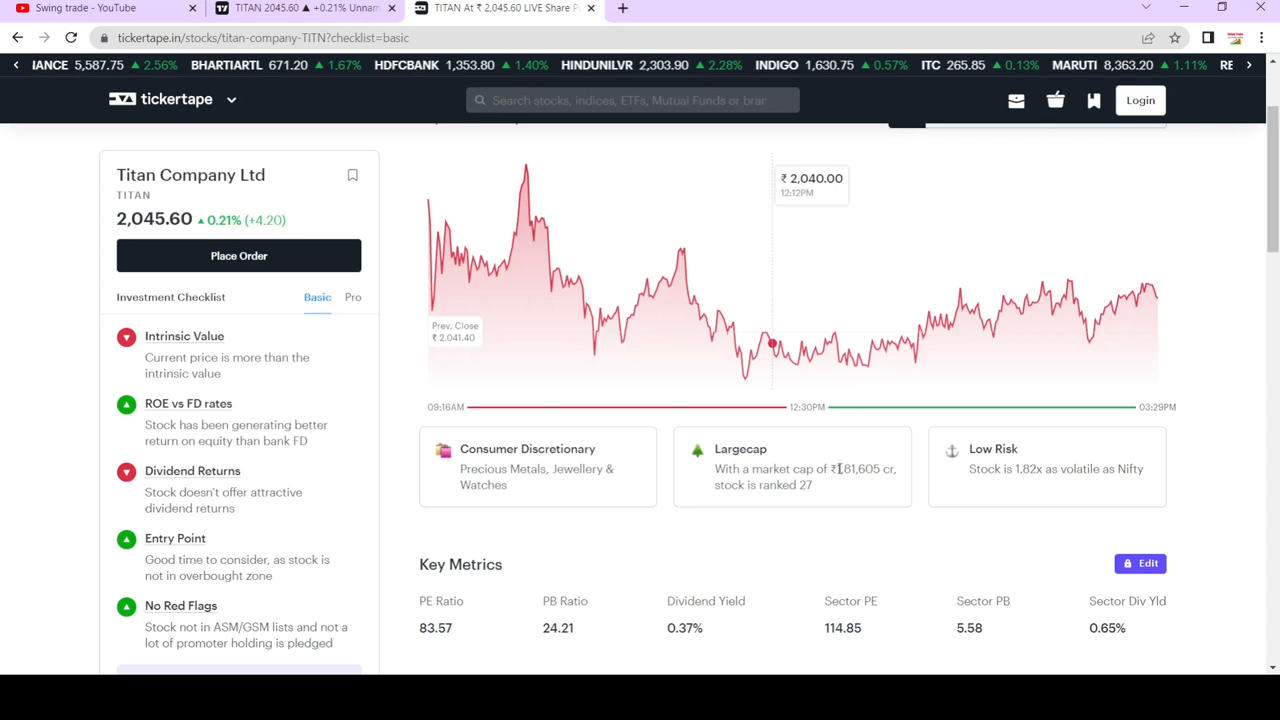 Swing trade - YouTube
TITAN 2045.60 ▲ +0.21% Unnam
TITAN At ₹ 2,045.60 LIVE Share P
tickertape.in/stocks/titan-company-TITN?checklist=basic
IANCE 5,587.75 ▲ 2.56% BHARTIARTL 671.20 ▲ 1.67% HDFCBANK 1,353.80 ▲ 1.40% HINDUNILVR 2,303.90 ▲ 2.28% INDIGO 1,630.75 ▲ 0.57% ITC 265.85 ▲ 0.13% MARUTI 8,363.20 ▲ 1.11% RE
tickertape
Search stocks, indices, ETFs, Mutual Funds or brar
Login
Titan Company Ltd
TITAN
2,045.60 ▲ 0.21% (+4.20)
Place Order
Investment Checklist Basic Pro
Intrinsic Value
Current price is more than the
intrinsic value
ROE vs FD rates
Stock has been generating better
return on equity than bank FD
Dividend Returns
Stock doesn't offer attractive
dividend returns
Entry Point
Good time to consider, as stock is
not in overbought zone
No Red Flags
Stock not in ASM/GSM lists and not a
lot of promoter holding is pledged
₹ 2,040.00
12:12PM
Prev. Close
₹ 2,041.40
09:16AM 12:30PM 03:29PM
Consumer Discretionary
Precious Metals, Jewellery &
Watches
Largecap
With a market cap of cr,
stock is ranked 27
Low Risk
Stock is 1.82x as volatile as Nifty
Key Metrics
Edit
PE Ratio PB Ratio Dividend Yield Sector PE Sector PB Sector Div Yld
83.57 24.21 0.37% 114.85 5.58 0.65%